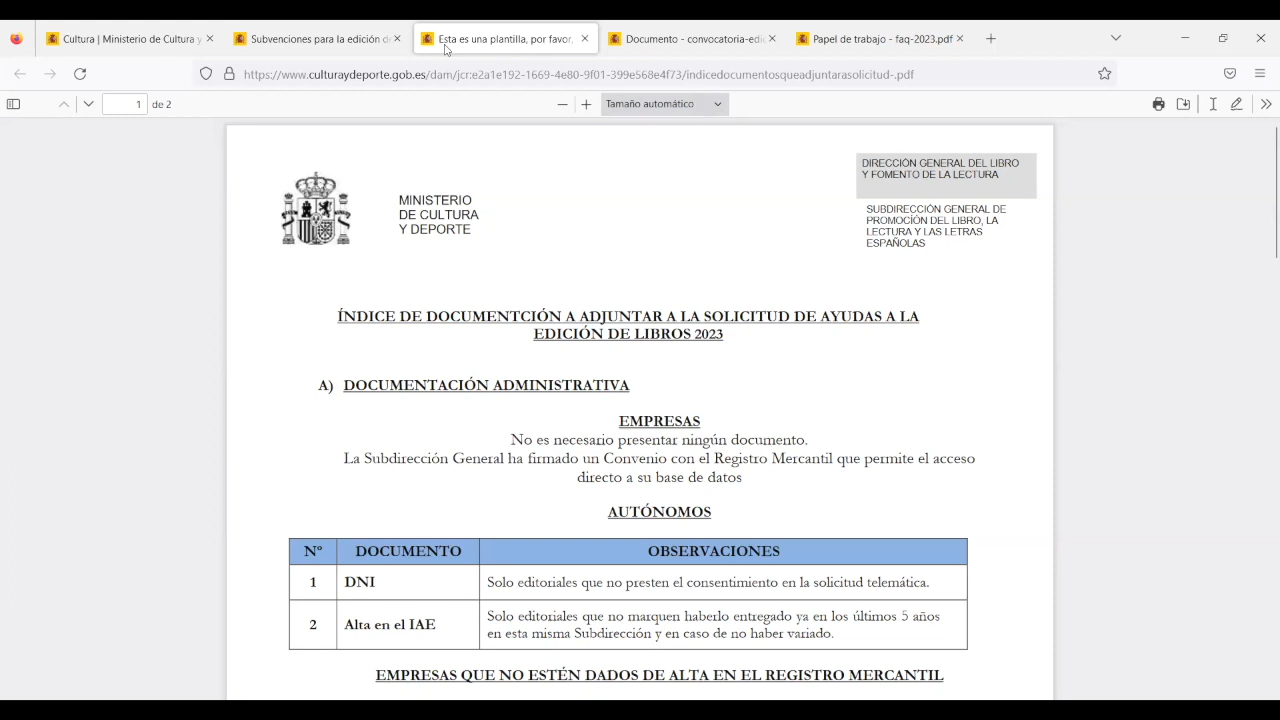 Cultura | Ministerio de Cultura y
Subvenciones para la edición de
Esta es una plantilla, por favor,
Documento - convocatoria-edic
Papel de trabajo - faq-2023.pdf
https://www.culturaydeporte.gob.es/dam/jcr:e2a1e192-1669-4e80-9f01-399e568e4f73/indicedocumentosqueadjuntarasolicitud-.pdf
1 de 2
Tamaño automático
DIRECCIÓN GENERAL DEL LIBRO
Y FOMENTO DE LA LECTURA
MINISTERIO
DE CULTURA
Y DEPORTE
SUBDIRECCIÓN GENERAL DE
PROMOCIÓN DEL LIBRO, LA
LECTURA Y LAS LETRAS
ESPAÑOLAS
ÍNDICE DE DOCUMENTCIÓN A ADJUNTAR A LA SOLICITUD DE AYUDAS A LA
EDICIÓN DE LIBROS 2023
A) DOCUMENTACIÓN ADMINISTRATIVA
EMPRESAS
No es necesario presentar ningún documento.
La Subdirección General ha firmado un Convenio con el Registro Mercantil que permite el acceso
directo a su base de datos
AUTÓNOMOS
Nº DOCUMENTO OBSERVACIONES
1 DNI Solo editoriales que no presten el consentimiento en la solicitud telemática.
2 Alta en el IAE Solo editoriales que no marquen haberlo entregado ya en los últimos 5 años
en esta misma Subdirección y en caso de no haber variado.
EMPRESAS QUE NO ESTÉN DADOS DE ALTA EN EL REGISTRO MERCANTIL